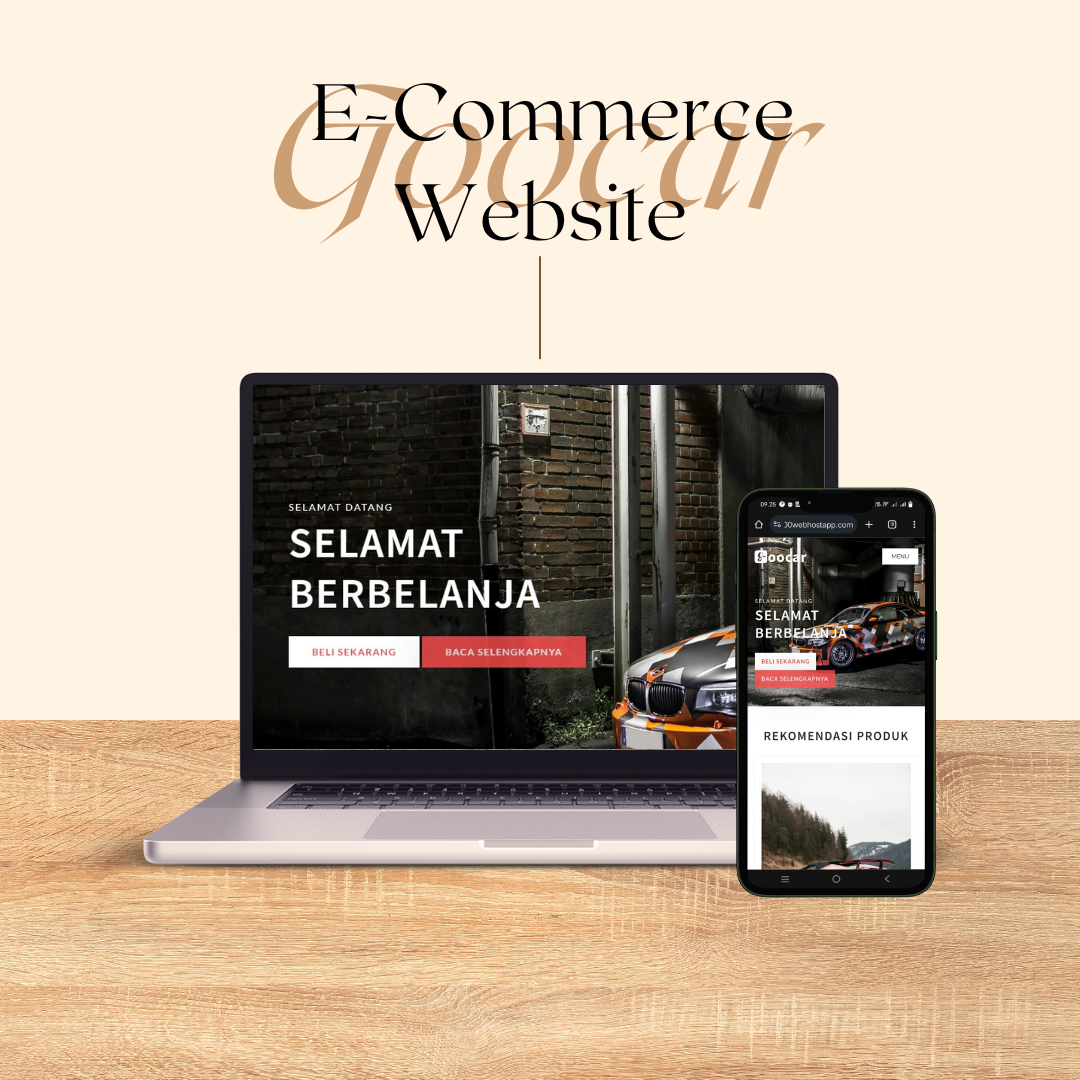 Goocar
E-Commerce
Website
SELAMAT DATANG
SELAMAT
BERBELANJA
BELI SEKARANG
BACA SELENGKAPNYA
09.25
00webhostapp.com
Goocar
MENU
SELAMAT DATANG
SELAMAT
BERBELANJA
BELI SEKARANG
BACA SELENGKAPNYA
REKOMENDASI PRODUK